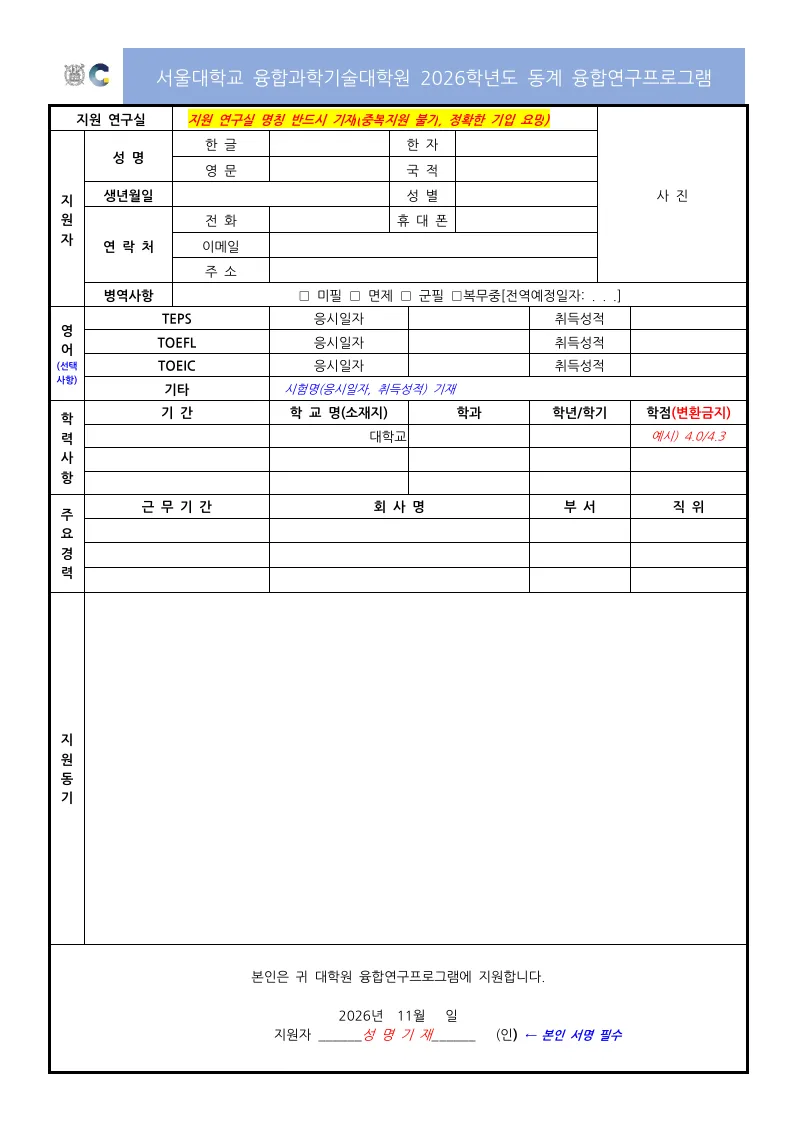 서울대학교 융합과학기술대학원 2026학년도 동계 융합연구프로그램
지원 연구실 지원 연구실 명칭 반드시 기재(중복지원 불가, 정확한 기입 요망)
지원자 성 명 한 글 한 자 사 진
영 문 국 적
생년월일 성 별
연 락 처 전 화 휴 대 폰
이메일
주 소
병역사항 □ 미필 □ 면제 □ 군필 □복무중[전역예정일자: . . .]
영어(선택사항) TEPS 응시일자 취득성적
TOEFL 응시일자 취득성적
TOEIC 응시일자 취득성적
기타 시험명(응시일자, 취득성적) 기재
학력사항 기 간 학 교 명(소재지) 학과 학년/학기 학점(변환금지)
대학교 예시) 4.0/4.3
주요경력 근 무 기 간 회 사 명 부 서 직 위
지원동기
본인은 귀 대학원 융합연구프로그램에 지원합니다.
2026년 11월 일
지원자 ______성 명 기 재______ (인) ← 본인 서명 필수